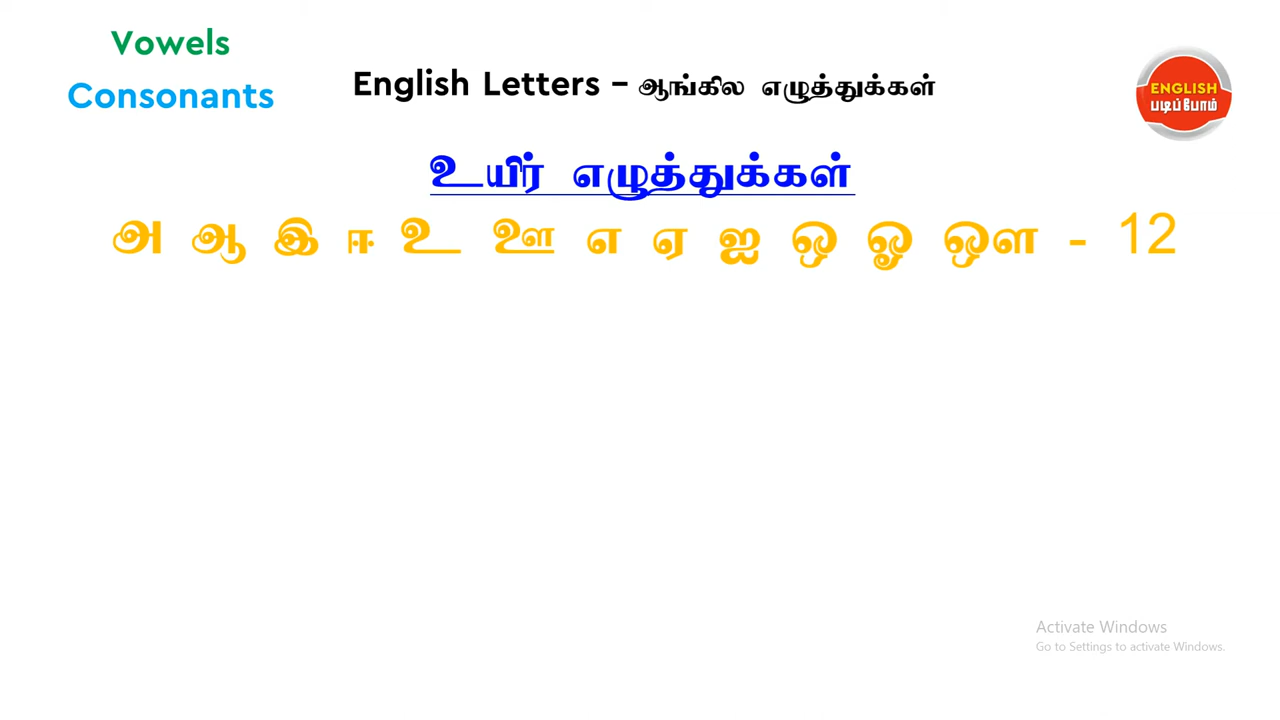 Vowels
Consonants
English Letters – ஆங்கில எழுத்துக்கள்
ENGLISH
படிப்போம்
உயிர் எழுத்துக்கள்
அ ஆ இ ஈ உ ஊ எ ஏ ஐ ஒ ஓ ஔ - 12
Activate Windows
Go to Settings to activate Windows.